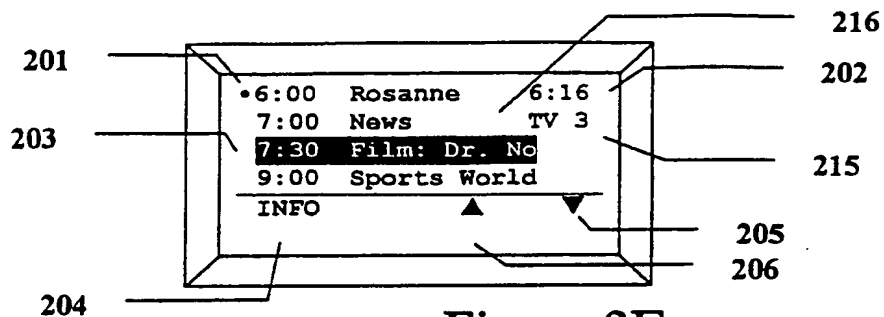 216
201
202
•6:00 Rosanne 6:16
7:00 News TV 3
203
7:30 Film: Dr. No
215
9:00 Sports World
INFO ▲ ▼
205
206
204